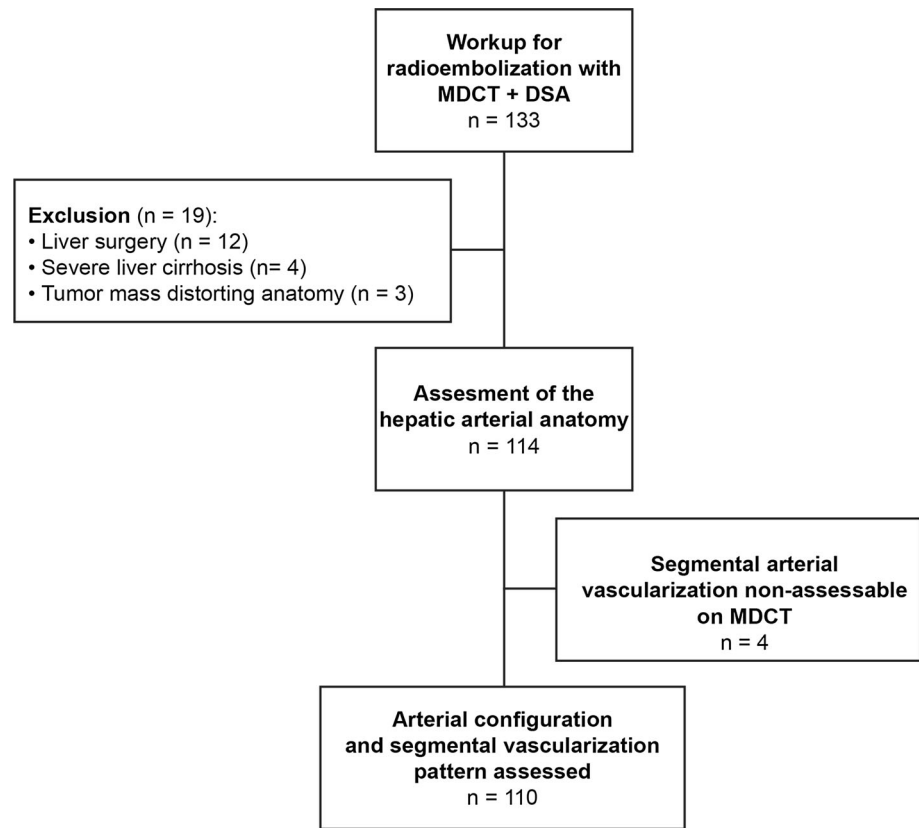 Workup for
radioembolization with
MDCT + DSA
n = 133
Exclusion (n = 19):
• Liver surgery (n = 12)
• Severe liver cirrhosis (n= 4)
• Tumor mass distorting anatomy (n = 3)
Assesment of the
hepatic arterial anatomy
n = 114
Segmental arterial
vascularization non-assessable
on MDCT
n = 4
Arterial configuration
and segmental vascularization
pattern assessed
n = 110